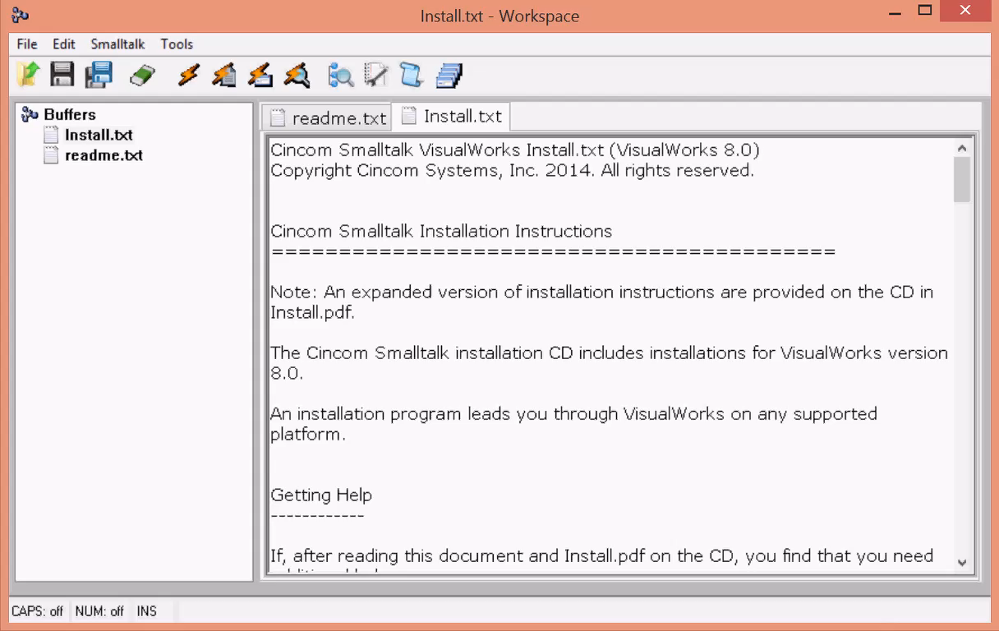 Install.txt - Workspace
File Edit Smalltalk Tools
Buffers
Install.txt
readme.txt
readme.txt Install.txt
Cincom Smalltalk VisualWorks Install.txt (VisualWorks 8.0)
Copyright Cincom Systems, Inc. 2014. All rights reserved.
Cincom Smalltalk Installation Instructions
==========================================
Note: An expanded version of installation instructions are provided on the CD in
Install.pdf.
The Cincom Smalltalk installation CD includes installations for VisualWorks version
8.0.
An installation program leads you through VisualWorks on any supported
platform.
Getting Help
------------
If, after reading this document and Install.pdf on the CD, you find that you need
CAPS: off NUM: off INS